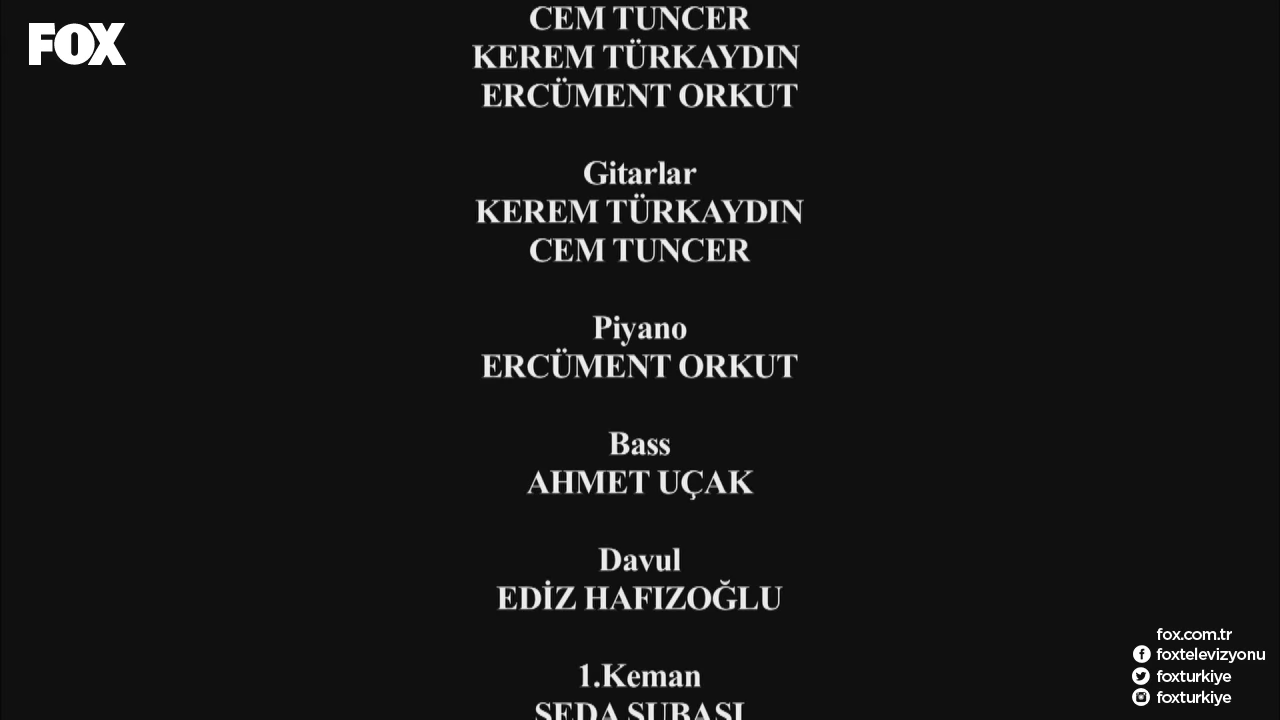 FOX
CEM TUNCER
KEREM TÜRKAYDIN
ERCÜMENT ORKUT
Gitarlar
KEREM TÜRKAYDIN
CEM TUNCER
Piyano
ERCÜMENT ORKUT
Bass
AHMET UÇAK
Davul
EDİZ HAFIZOĞLU
1.Keman
SEDA
fox.com.tr
foxtelevizyonu
foxturkiye
foxturkiye